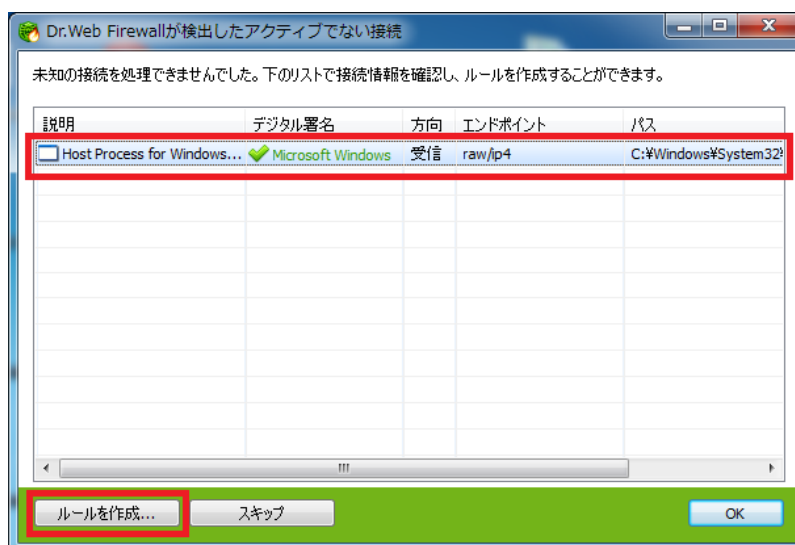 Dr.Web Firewallが検出したアクティブでない接続
未知の接続を処理できませんでした。下のリストで接続情報を確認し、ルールを作成することができます。
説明 デジタル署名 方向 エンドポイント パス
Host Process for Windows... Microsoft Windows 受信 raw/ip4 C:¥Windows¥System32¥
ルールを作成... スキップ OK